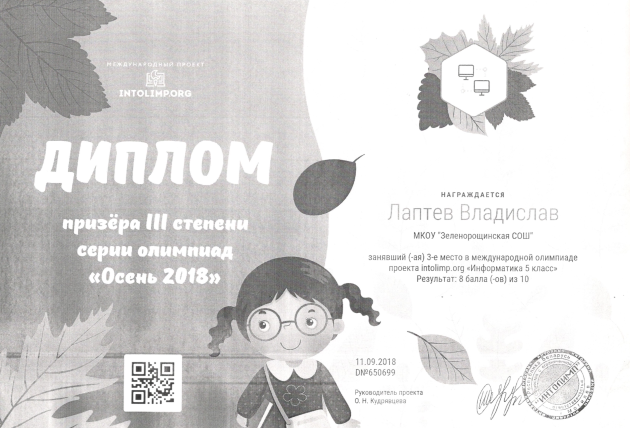 МЕЖДУНАРОДНЫЙ ПРОЕКТ
INTOLIMP.ORG
ДИПЛОМ
призёра III степени
серии олимпиад
«Осень 2018»
НАГРАЖДАЕТСЯ
Лаптев Владислав
МКОУ "Зеленорощинская СОШ"
занявший (-ая) 3-е место в международной олимпиаде
проекта intolimp.org «Информатика 5 класс»
Результат: 8 балла (-ов) из 10
11.09.2018
D№650699
Руководитель проекта
О. Н. Кудрявцева
ИНТОЛИМП